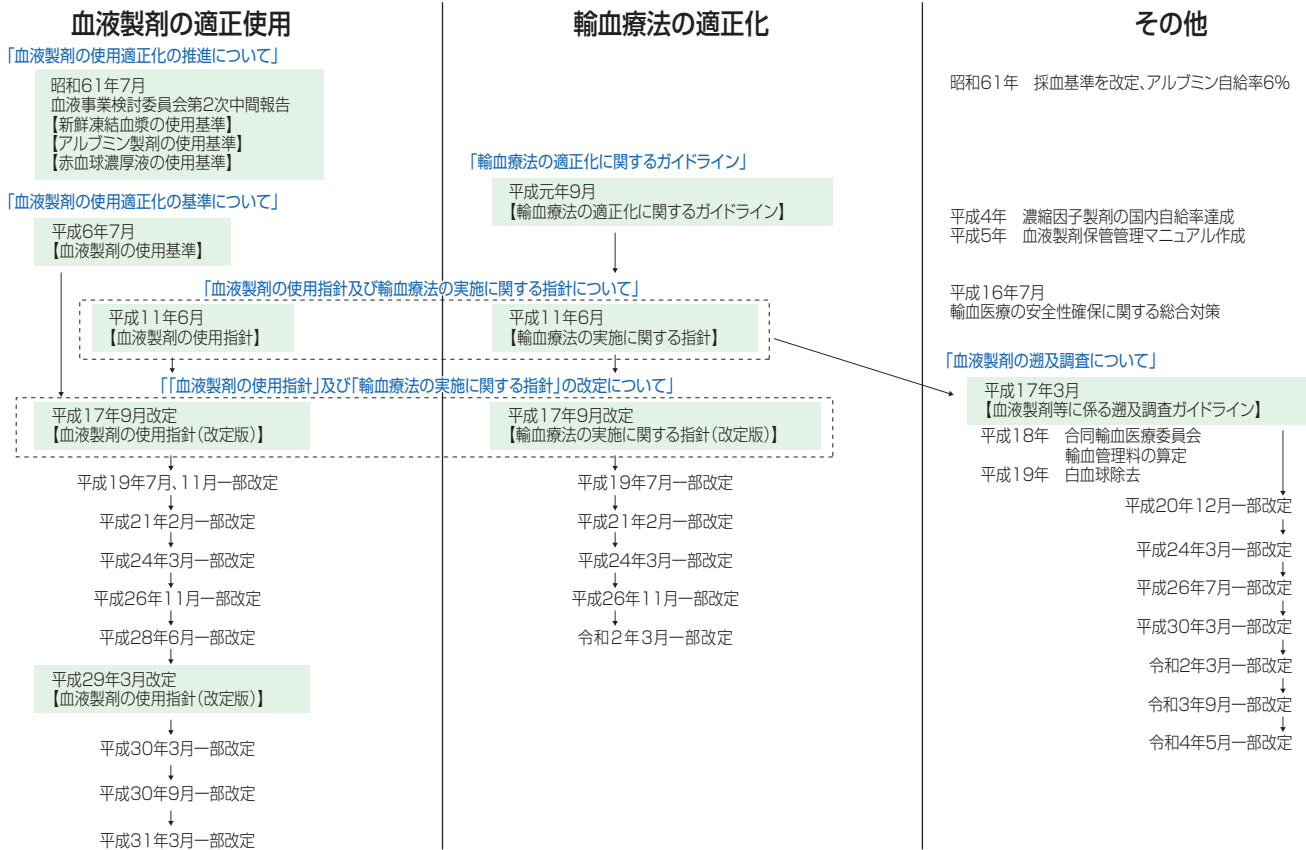 血液製剤の適正使用
「血液製剤の使用適正化の推進について」
昭和61年7月
血液事業検討委員会第2次中間報告
【新鮮凍結血漿の使用基準】
【アルブミン製剤の使用基準】
【赤血球濃厚液の使用基準】
「血液製剤の使用適正化の基準について」
平成6年7月
【血液製剤の使用基準】
輸血療法の適正化
「輸血療法の適正化に関するガイドライン」
平成元年9月
【輸血療法の適正化に関するガイドライン】
「血液製剤の使用指針及び輸血療法の実施に関する指針について」
平成11年6月
【血液製剤の使用指針】
平成11年6月
【輸血療法の実施に関する指針】
「「血液製剤の使用指針」及び「輸血療法の実施に関する指針」の改定について」
平成17年9月改定
【血液製剤の使用指針（改定版）】
平成17年9月改定
【輸血療法の実施に関する指針（改定版）】
平成19年7月、11月一部改定
平成21年2月一部改定
平成24年3月一部改定
平成26年11月一部改定
平成28年6月一部改定
平成29年3月改定
【血液製剤の使用指針（改定版）】
平成30年3月一部改定
平成30年9月一部改定
平成31年3月一部改定
平成19年7月一部改定
平成21年2月一部改定
平成24年3月一部改定
平成26年11月一部改定
令和2年3月一部改定
その他
昭和61年　採血基準を改定、アルブミン自給率6%
平成4年　濃縮因子製剤の国内自給率達成
平成5年　血液製剤保管管理マニュアル作成
平成16年7月
輸血医療の安全性確保に関する総合対策
「血液製剤の遡及調査について」
平成17年3月
【血液製剤等に係る遡及調査ガイドライン】
平成18年　合同輸血医療委員会
輸血管理料の算定
平成19年　白血球除去
平成20年12月一部改定
平成24年3月一部改定
平成26年7月一部改定
平成30年3月一部改定
令和2年3月一部改定
令和3年9月一部改定
令和4年5月一部改定